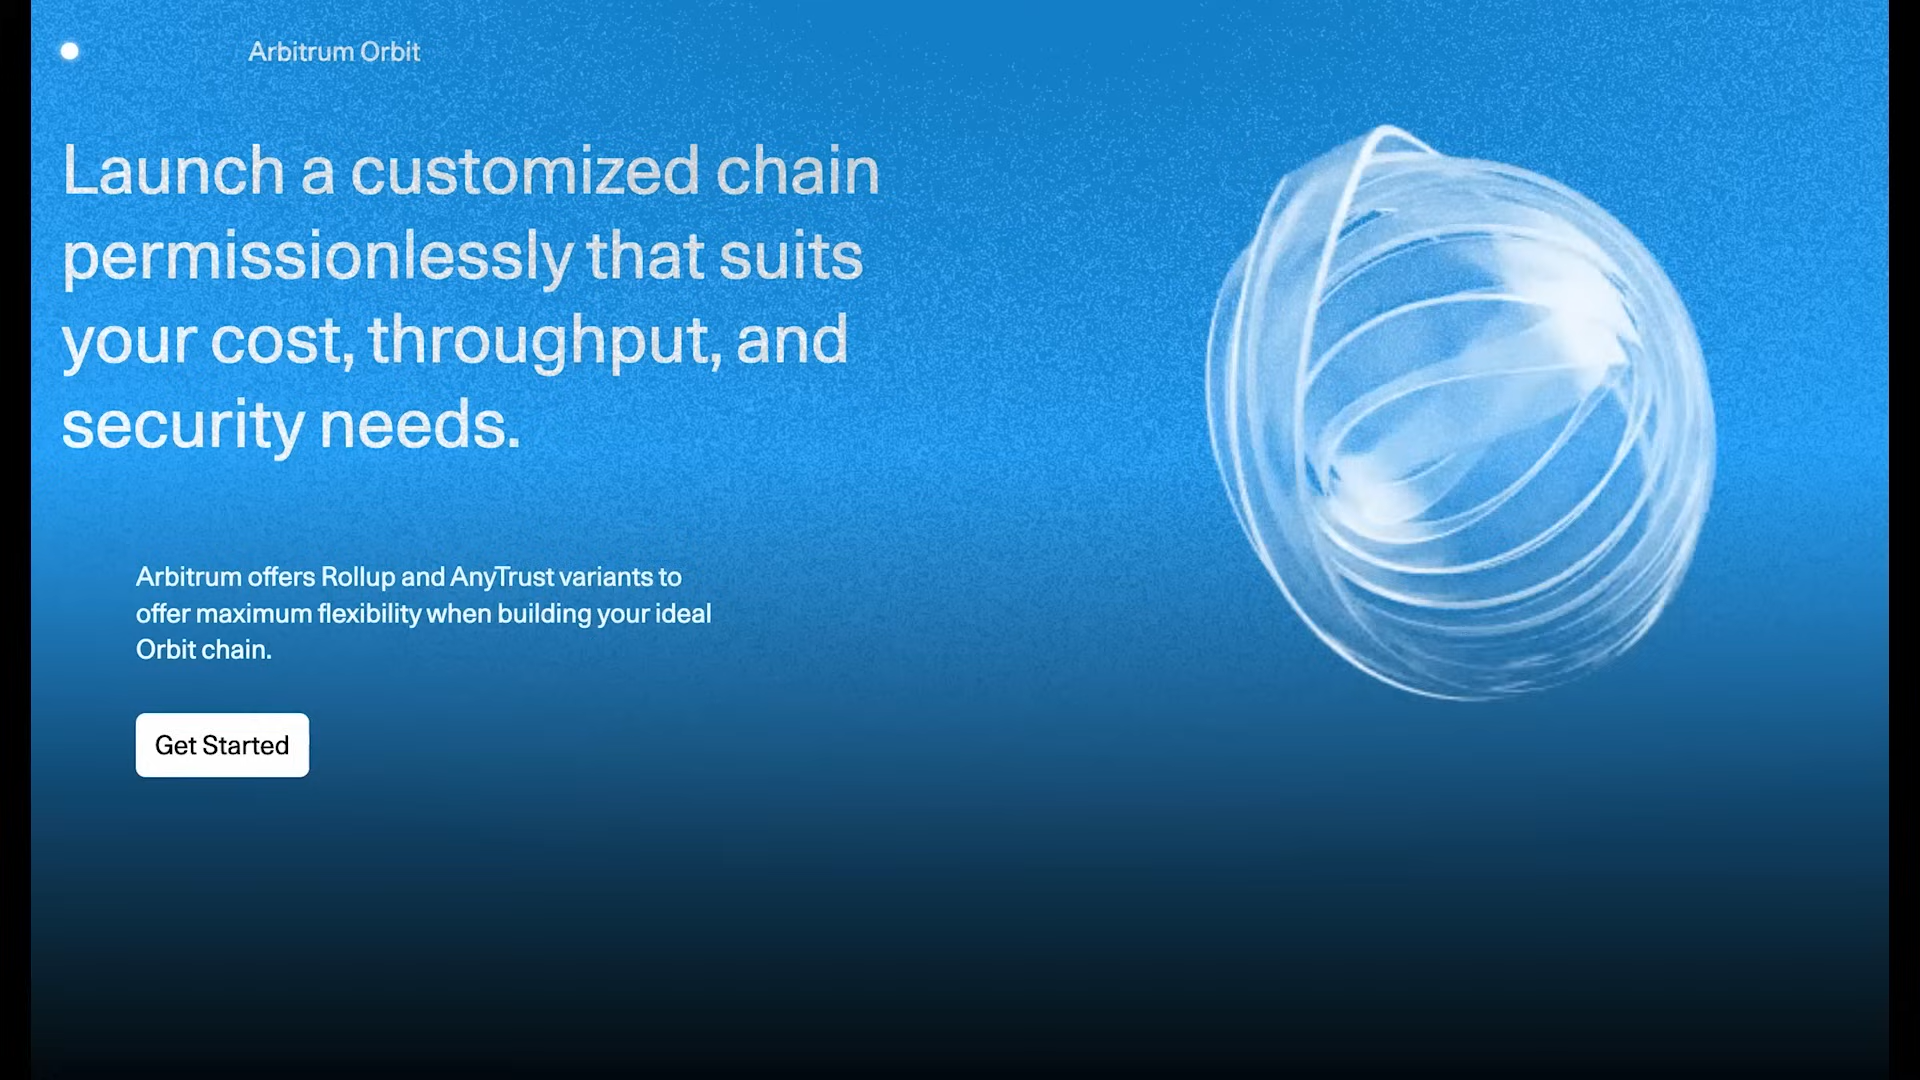 Arbitrum Orbit
Launch a customized chain
permissionlessly that suits
your cost, throughput, and
security needs.
Arbitrum offers Rollup and AnyTrust variants to
offer maximum flexibility when building your ideal
Orbit chain.
Get Started